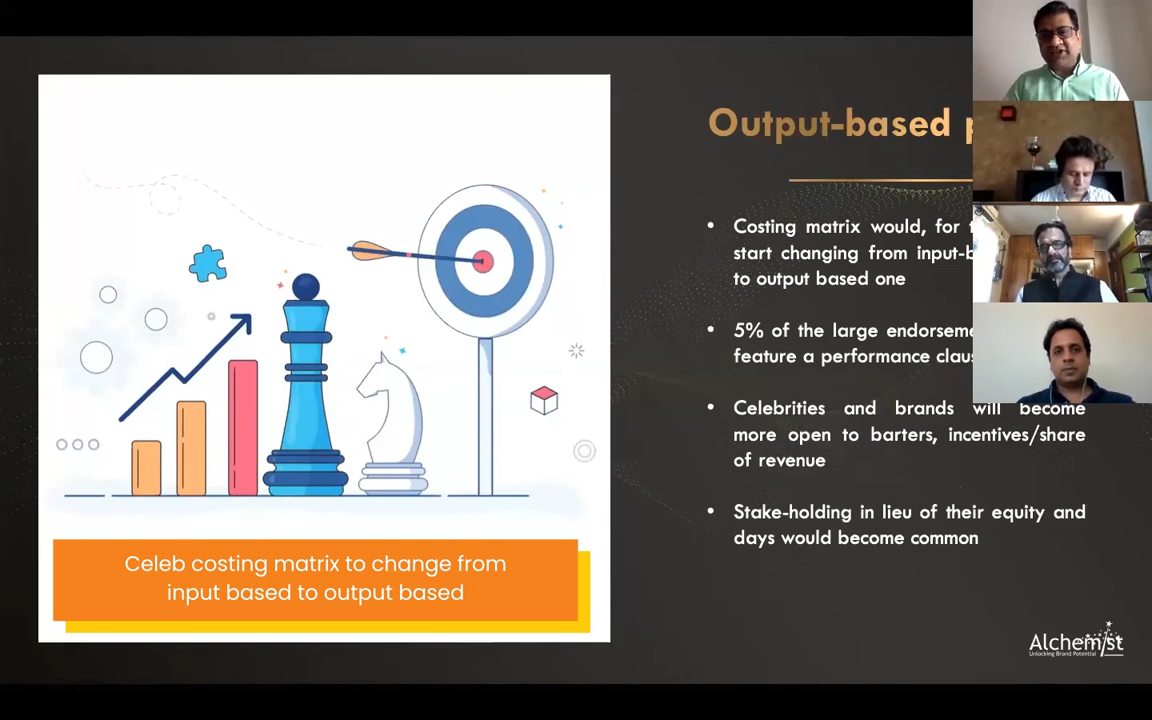 Output-based
Costing matrix would, for
start changing from
to output based one
5% of the large
feature a performance
Celebrities and brands will become
more open to barters, incentives/share
of revenue
Stake-holding in lieu of their equity and
days would become common
Celeb costing matrix to change from
input based to output based
Alchemist
Unlocking Brand Potential